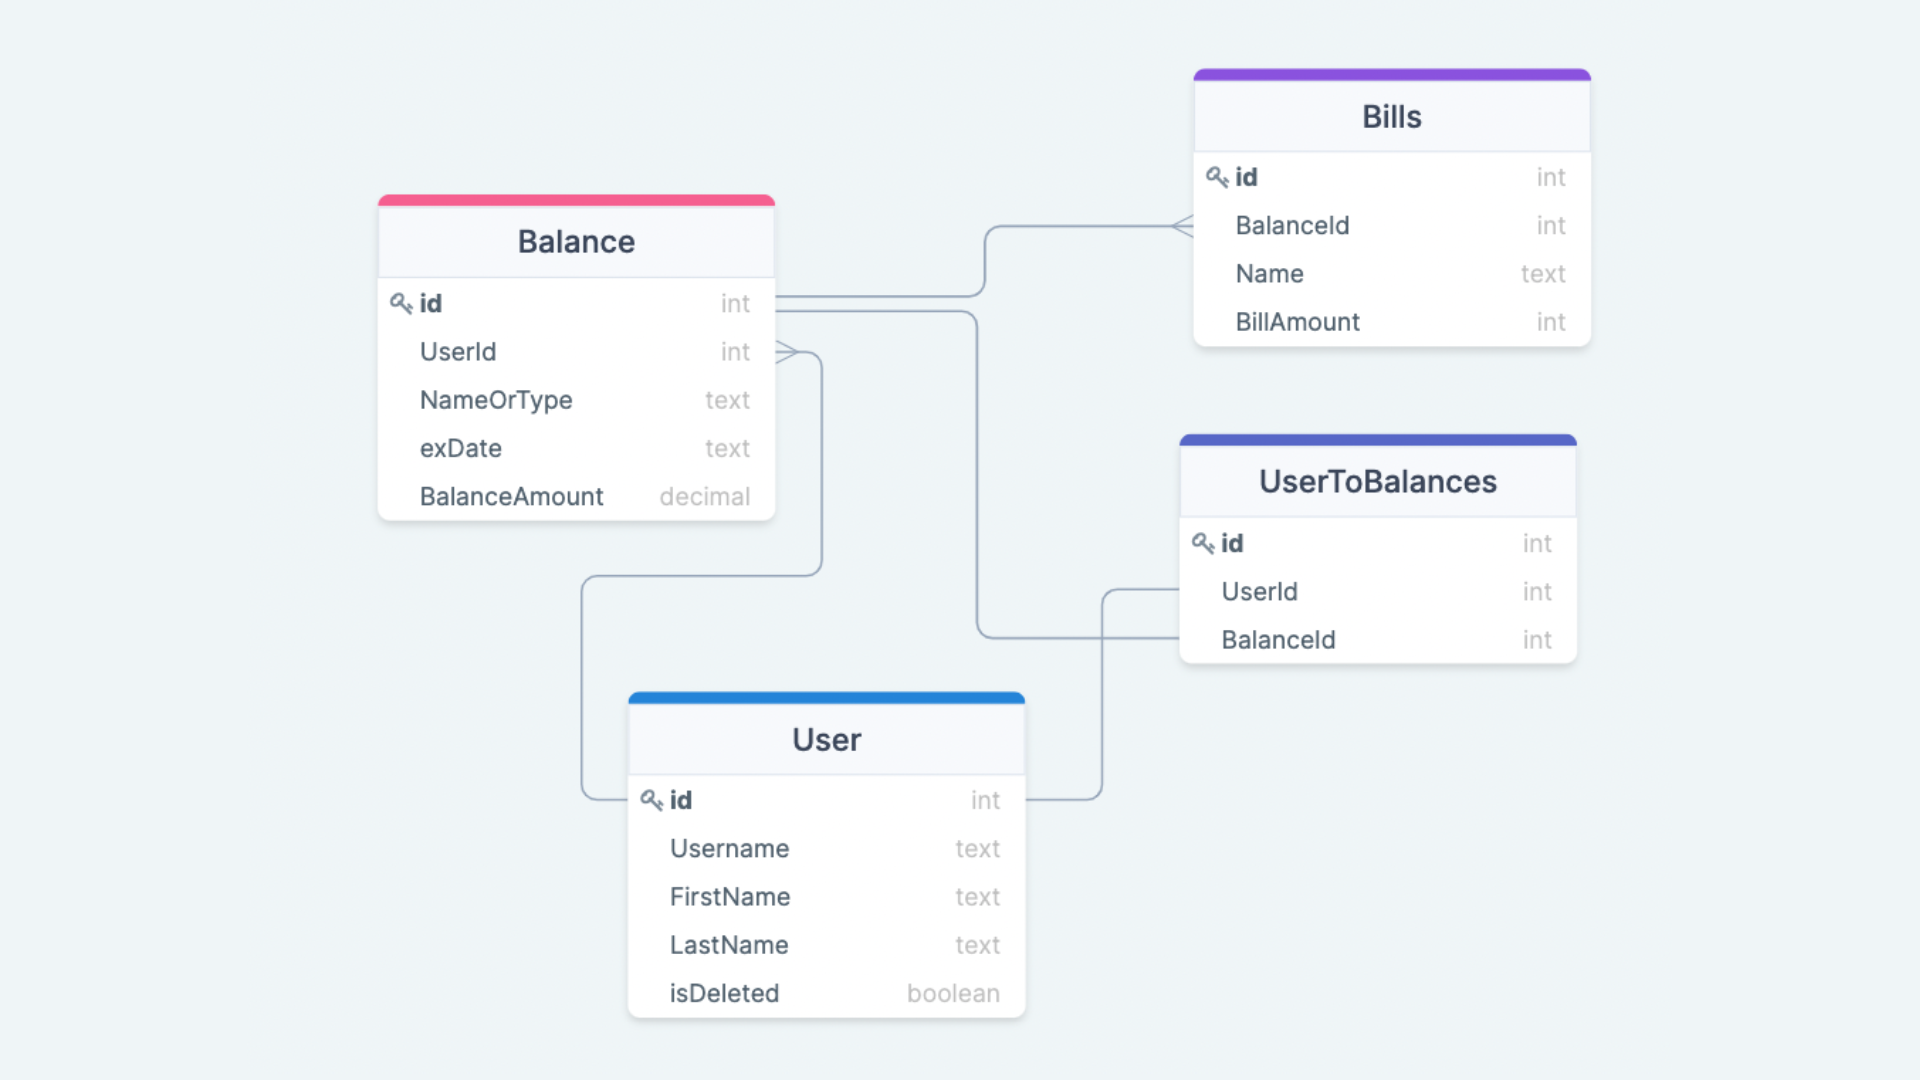 Balance
id int
UserId int
NameOrType text
exDate text
BalanceAmount decimal
Bills
id int
BalanceId int
Name text
BillAmount int
UserToBalances
id int
UserId int
BalanceId int
User
id int
Username text
FirstName text
LastName text
isDeleted boolean